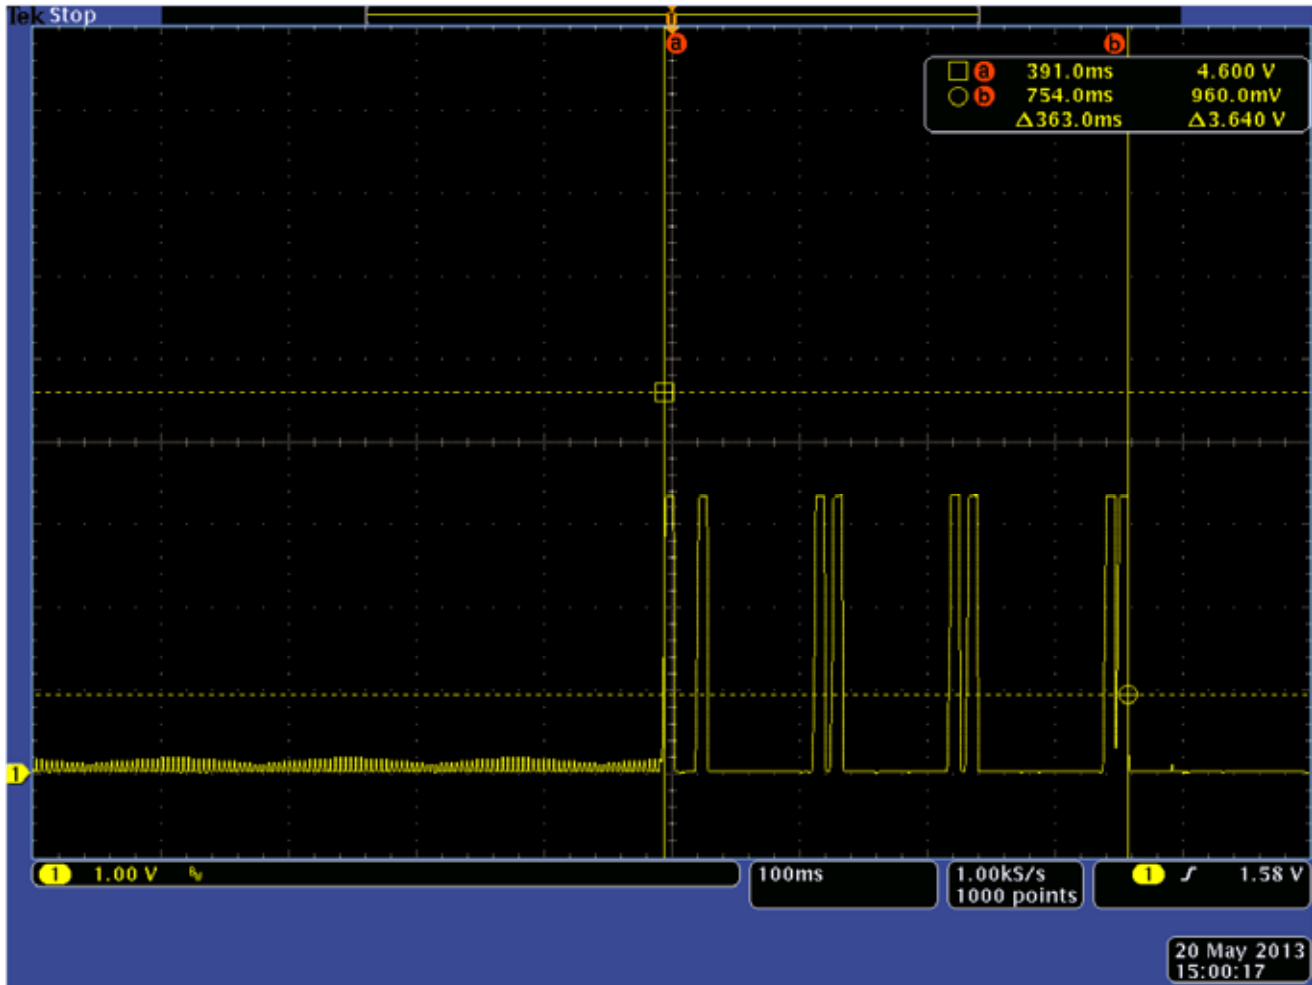 Tek Stop
a
b
a 391.0ms 4.600 V
b 754.0ms 960.0mV
Δ363.0ms Δ3.640 V
1
1 1.00 V BW
100ms
1.00kS/s
1000 points
1 1.58 V
20 May 2013
15:00:17